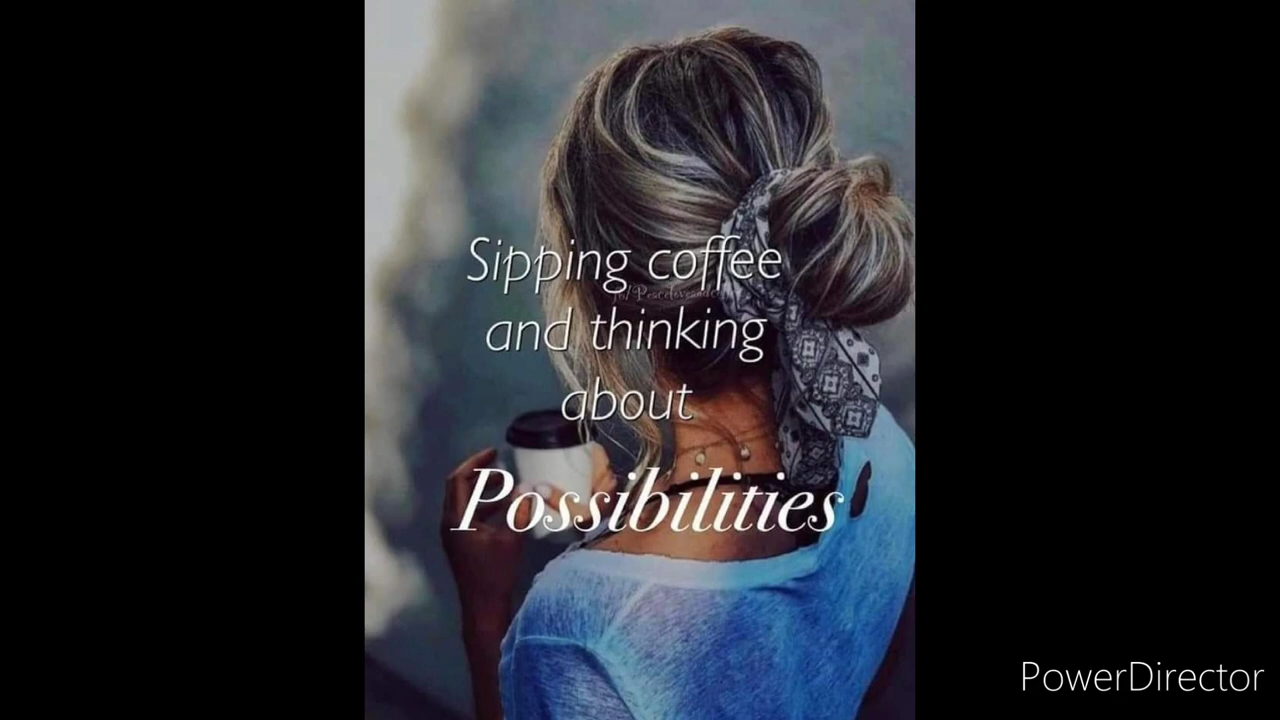 Sipping coffee
and thinking
about
Possibilities
PowerDirector